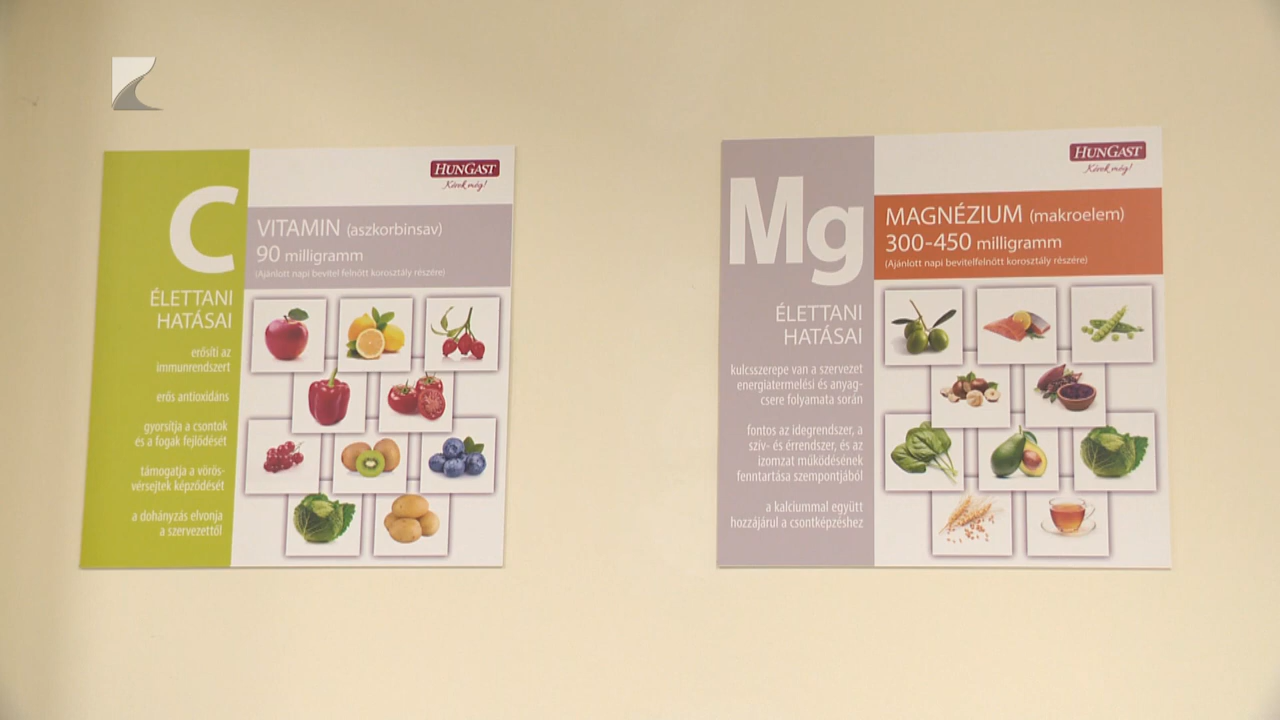 HUNGAST
Kérek még!
C
VITAMIN (aszkorbinsav)
90 milligramm
(Ajánlott napi bevitel felnőtt korosztály részére)
ÉLETTANI
HATÁSAI
erősíti az
immunrendszert
erős antioxidáns
gyorsítja a csontok
és a fogak fejlődését
támogatja a vörös-
vérsejtek képződését
a dohányzás elvonja
a szervezettől
HUNGAST
Kérek még!
Mg
MAGNÉZIUM (makroelem)
300-450 milligramm
(Ajánlott napi bevitelfelnőtt korosztály részére)
ÉLETTANI
HATÁSAI
kulcsszerepe van a szervezet
energiatermelési és anyag-
csere folyamata során
fontos az idegrendszer, a
szív- és érrendszer, és az
izomzat működésének
fenntartása szempontjából
a kalciummal együtt
hozzájárul a csontképzéshez